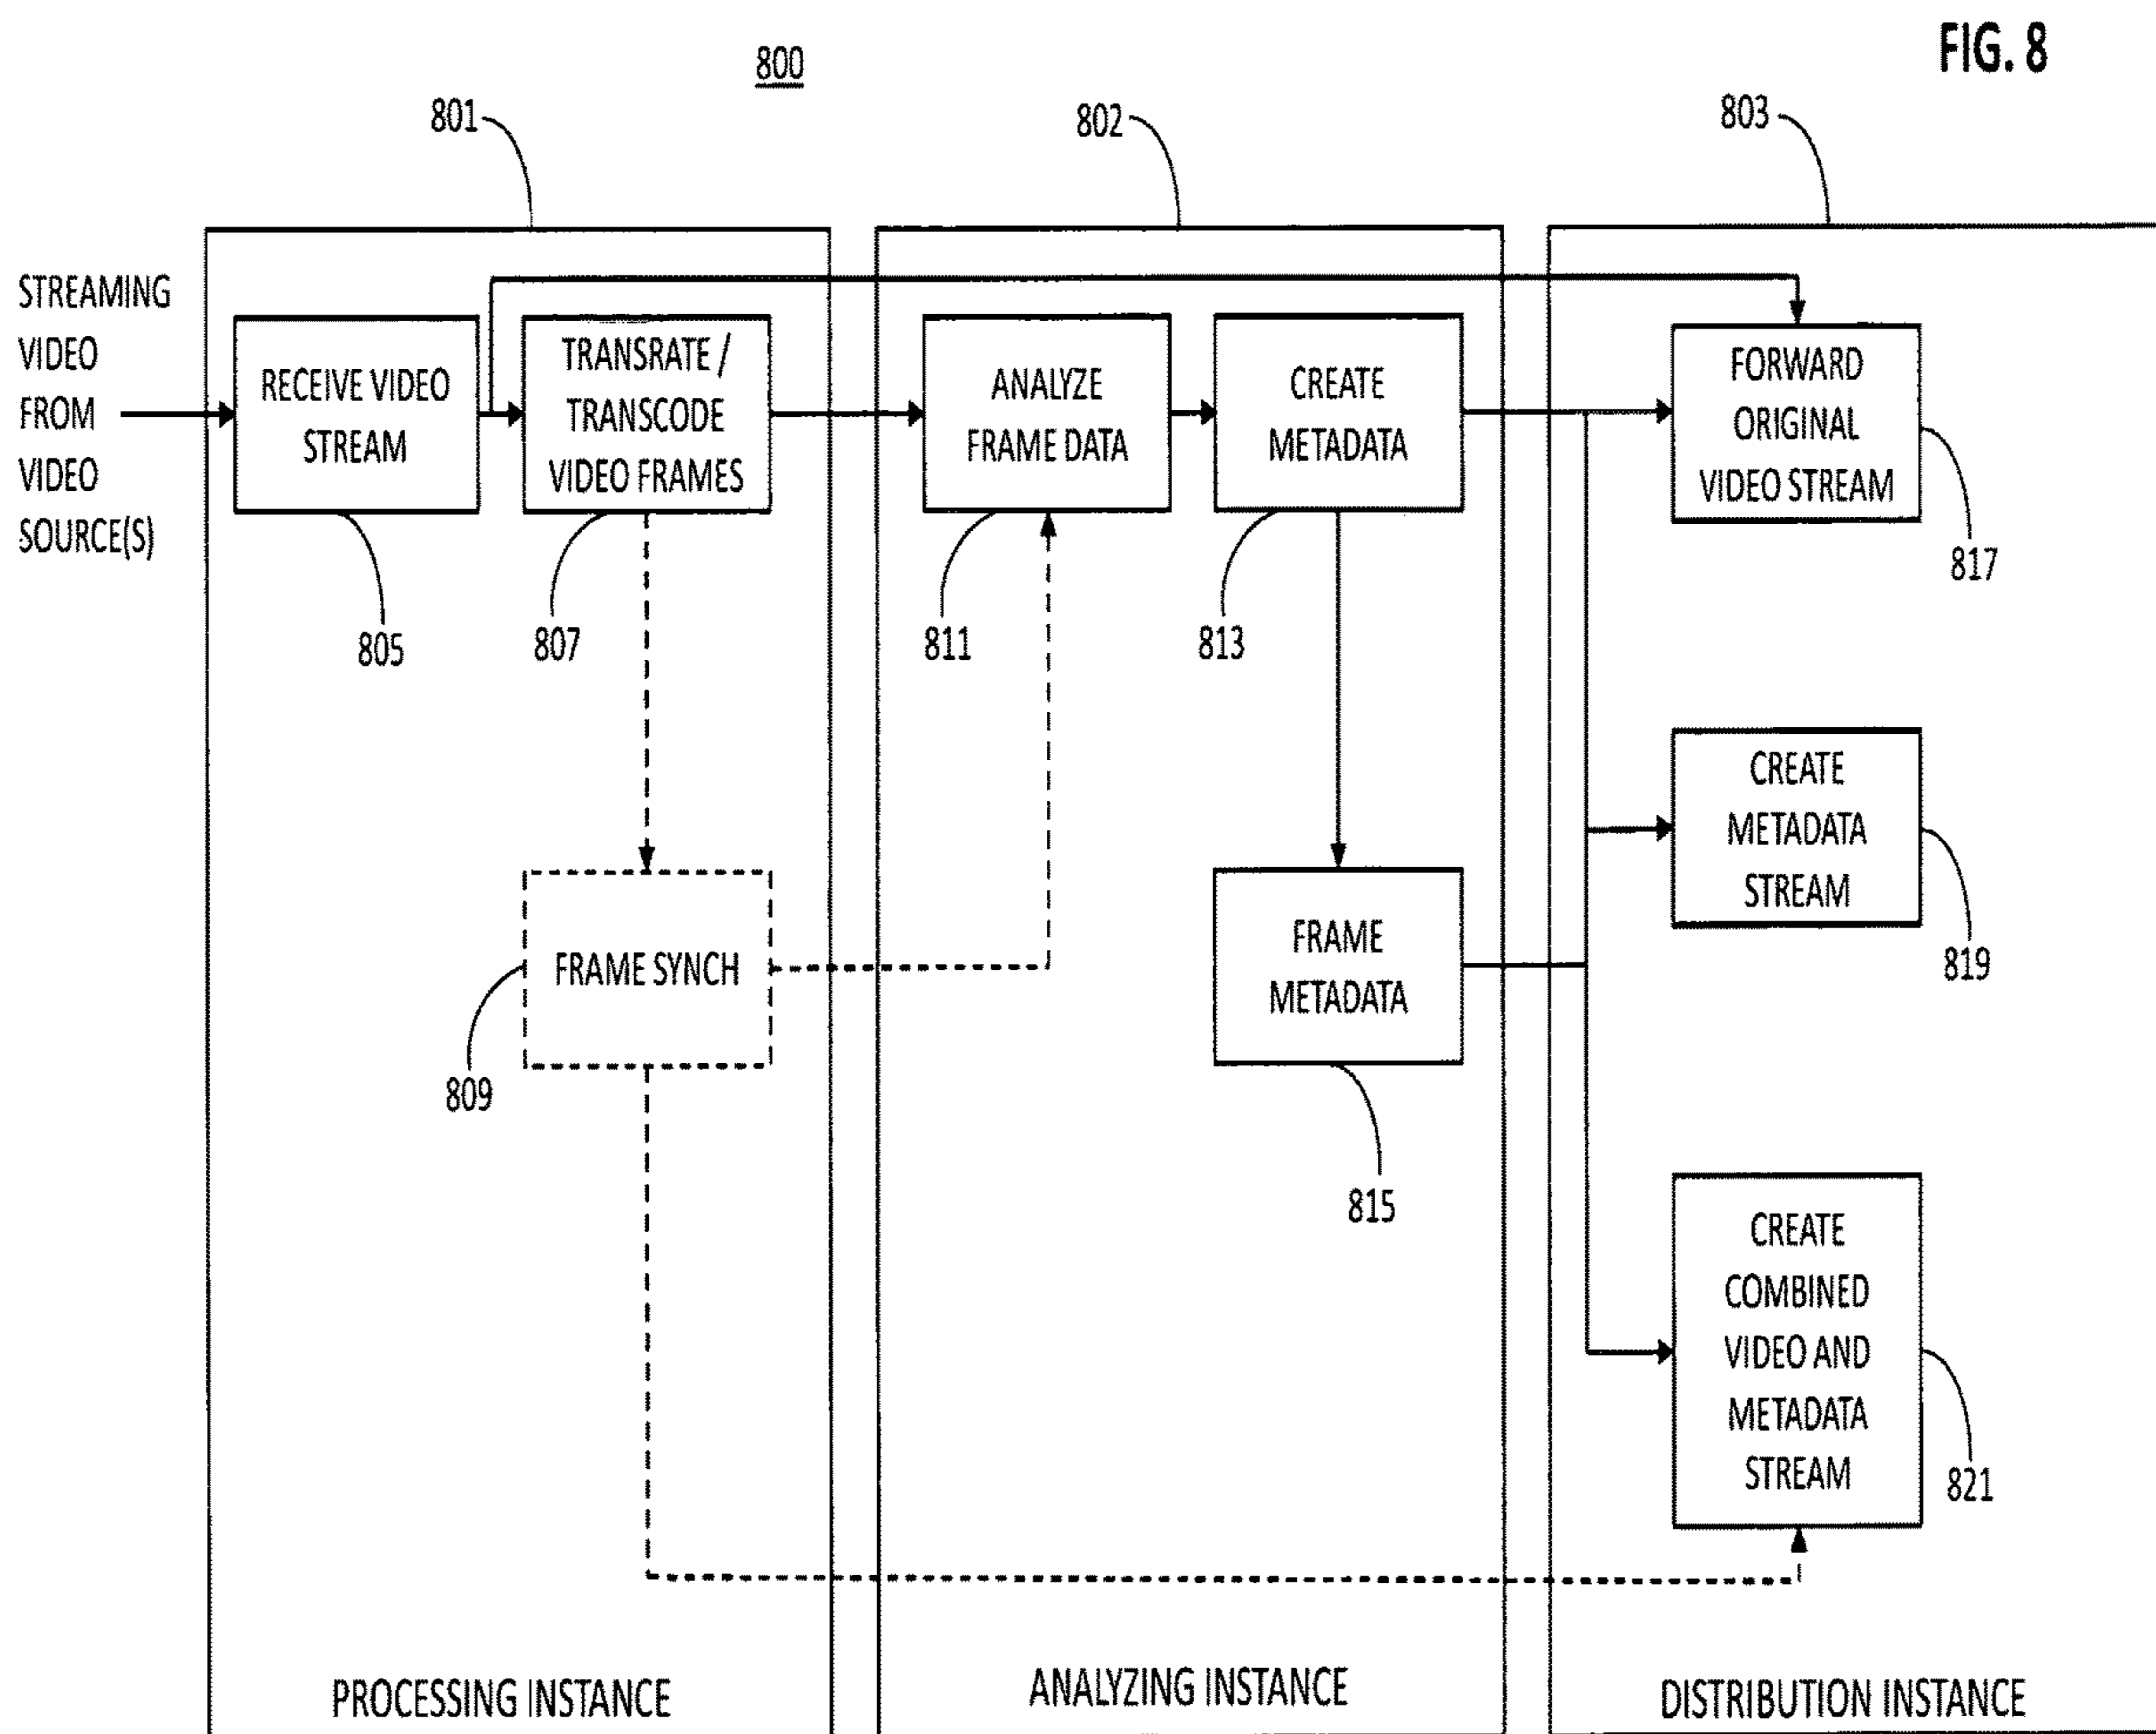 FIG. 8
800
801
802
803
STREAMING
VIDEO
FROM
VIDEO
SOURCE(S)
RECEIVE VIDEO
STREAM
805
TRANSRATE /
TRANSCODE
VIDEO FRAMES
807
ANALYZE
FRAME DATA
811
CREATE
METADATA
813
FORWARD
ORIGINAL
VIDEO STREAM
817
FRAME SYNCH
809
FRAME
METADATA
815
CREATE
METADATA
STREAM
819
CREATE
COMBINED
VIDEO AND
METADATA
STREAM
821
PROCESSING INSTANCE
ANALYZING INSTANCE
DISTRIBUTION INSTANCE